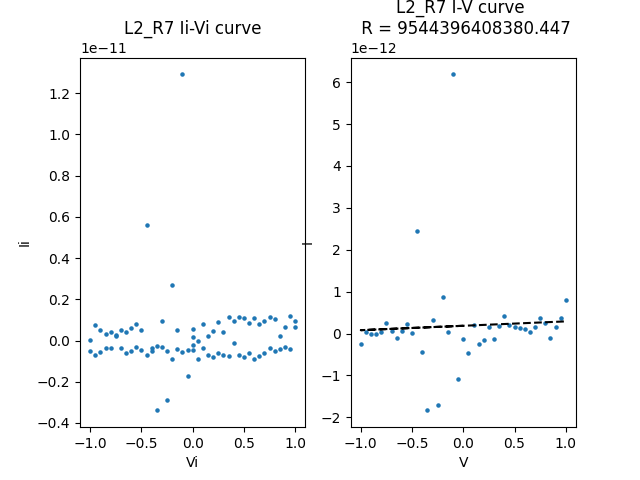 L2_R7 Ii-Vi curve
1e−11
1.2
1.0
0.8
0.6
0.4
0.2
0.0
−0.2
−0.4
−1.0 −0.5 0.0 0.5 1.0
Vi
Ii
L2_R7 I-V curve
R = 9544396408380.447
1e−12
6
5
4
3
2
1
0
−1
−2
−1.0 −0.5 0.0 0.5 1.0
V
I